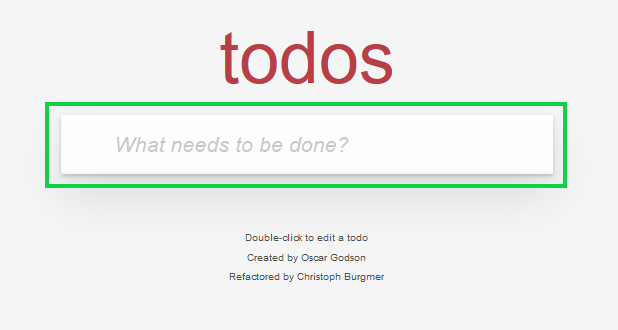 todos
What needs to be done?
Double-click to edit a todo
Created by Oscar Godson
Refactored by Christoph Burgmer